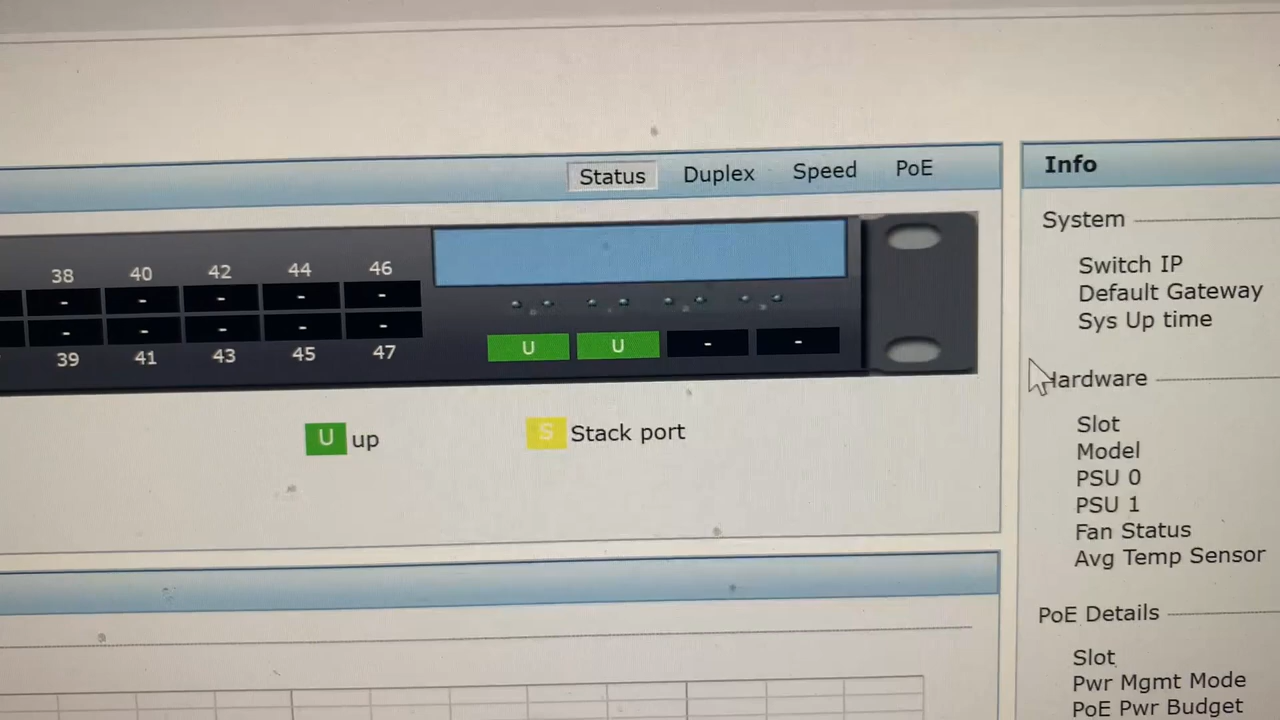 Status Duplex Speed PoE
38 40 42 44 46
- - - - -
- - - - -
39 41 43 45 47
U U - -
U up S Stack port
Info
System
Switch IP
Default Gateway
Sys Up time
Hardware
Slot
Model
PSU 0
PSU 1
Fan Status
Avg Temp Sensor
PoE Details
Slot
Pwr Mgmt Mode
PoE Pwr Budget